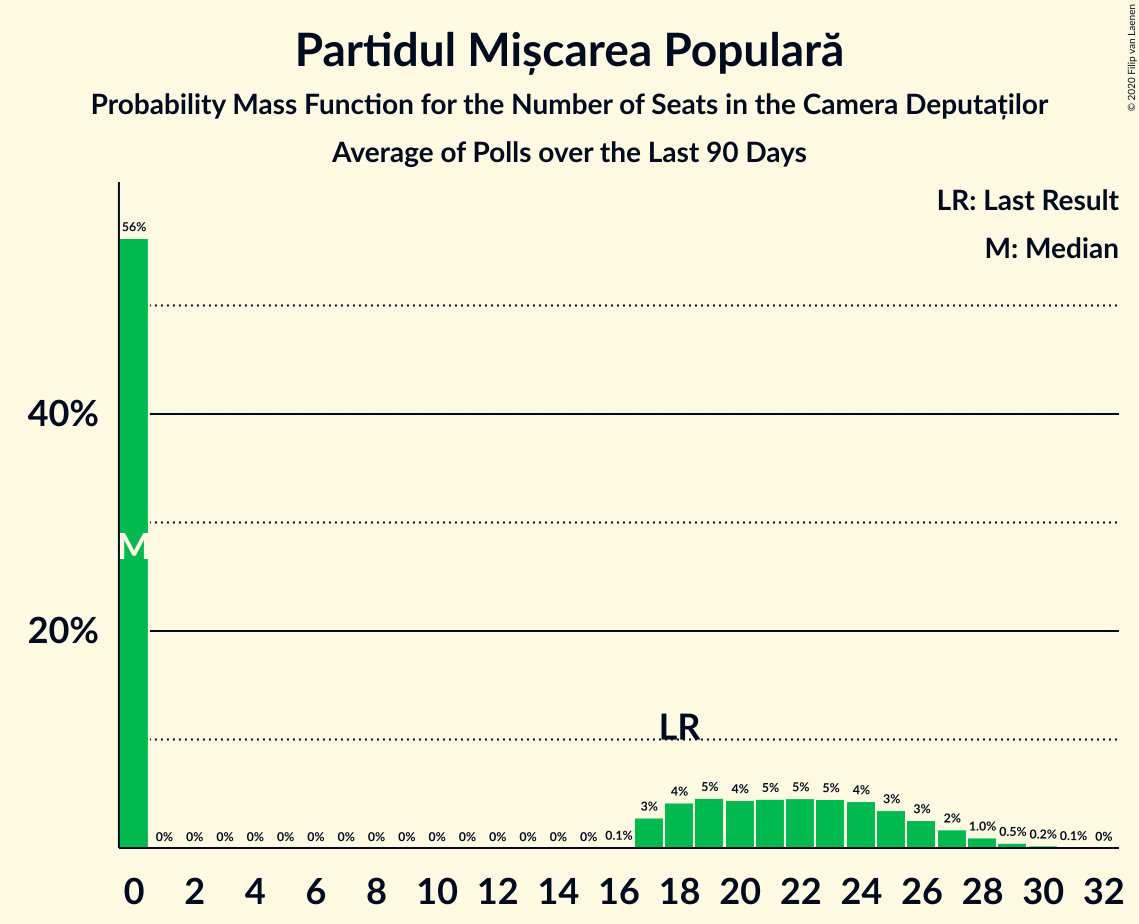 Partidul Mișcarea Populară
Probability Mass Function for the Number of Seats in the Camera Deputaților
Average of Polls over the Last 90 Days
© 2020 Filip van Laenen
LR: Last Result
M: Median
56%
40%
M
20%
LR
0% 0% 0% 0% 0% 0% 0% 0% 0% 0% 0% 0% 0% 0% 0% 0.1% 3% 4% 5% 4% 5% 5% 5% 4% 3% 3% 2% 1.0% 0.5% 0.2% 0.1% 0%
0 2 4 6 8 10 12 14 16 18 20 22 24 26 28 30 32